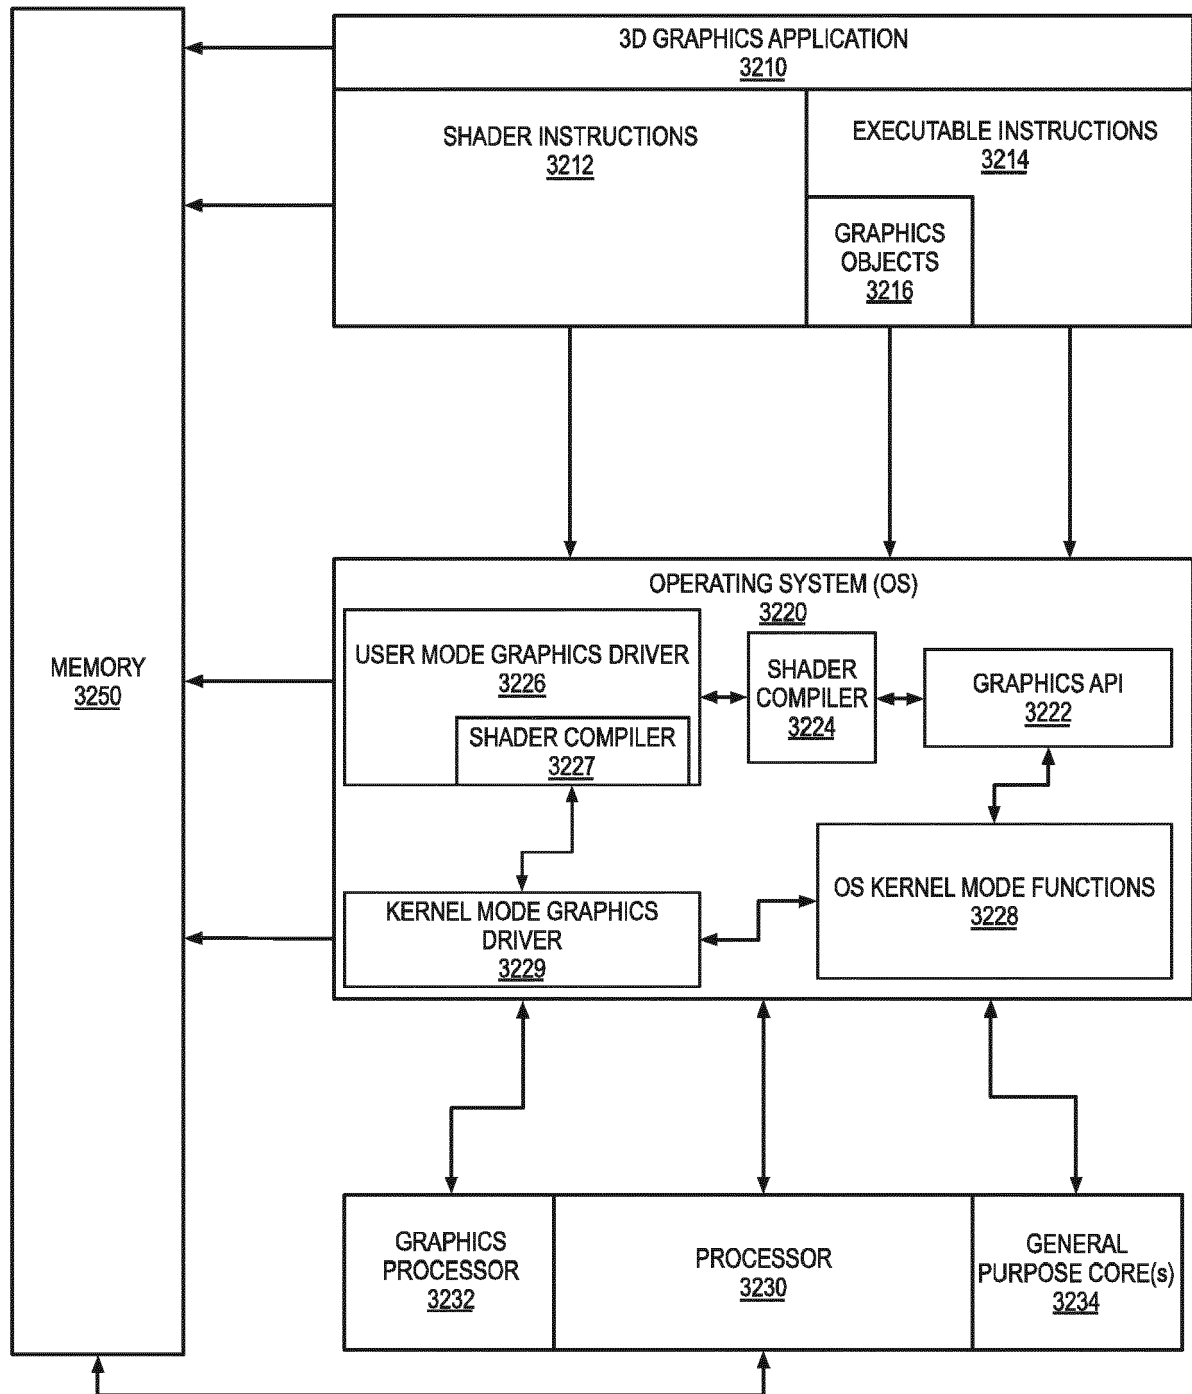 3D GRAPHICS APPLICATION
3210
SHADER INSTRUCTIONS
3212
EXECUTABLE INSTRUCTIONS
3214
GRAPHICS
OBJECTS
3216
MEMORY
3250
OPERATING SYSTEM (OS)
3220
USER MODE GRAPHICS DRIVER
3226
SHADER COMPILER
3227
SHADER
COMPILER
3224
GRAPHICS API
3222
KERNEL MODE GRAPHICS
DRIVER
3229
OS KERNEL MODE FUNCTIONS
3228
GRAPHICS
PROCESSOR
3232
PROCESSOR
3230
GENERAL
PURPOSE CORE(s)
3234